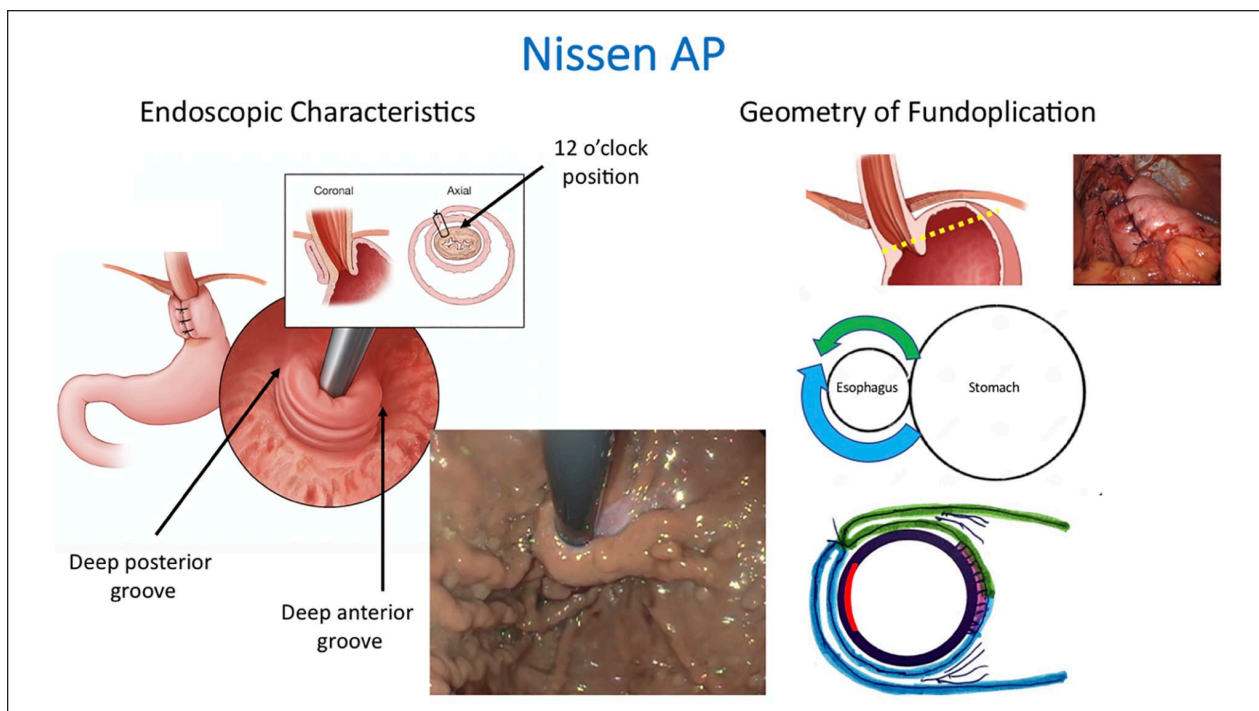 Nissen AP
Endoscopic Characteristics
12 o’clock
position
Coronal
Axial
Deep posterior
groove
Deep anterior
groove
Geometry of Fundoplication
Esophagus
Stomach